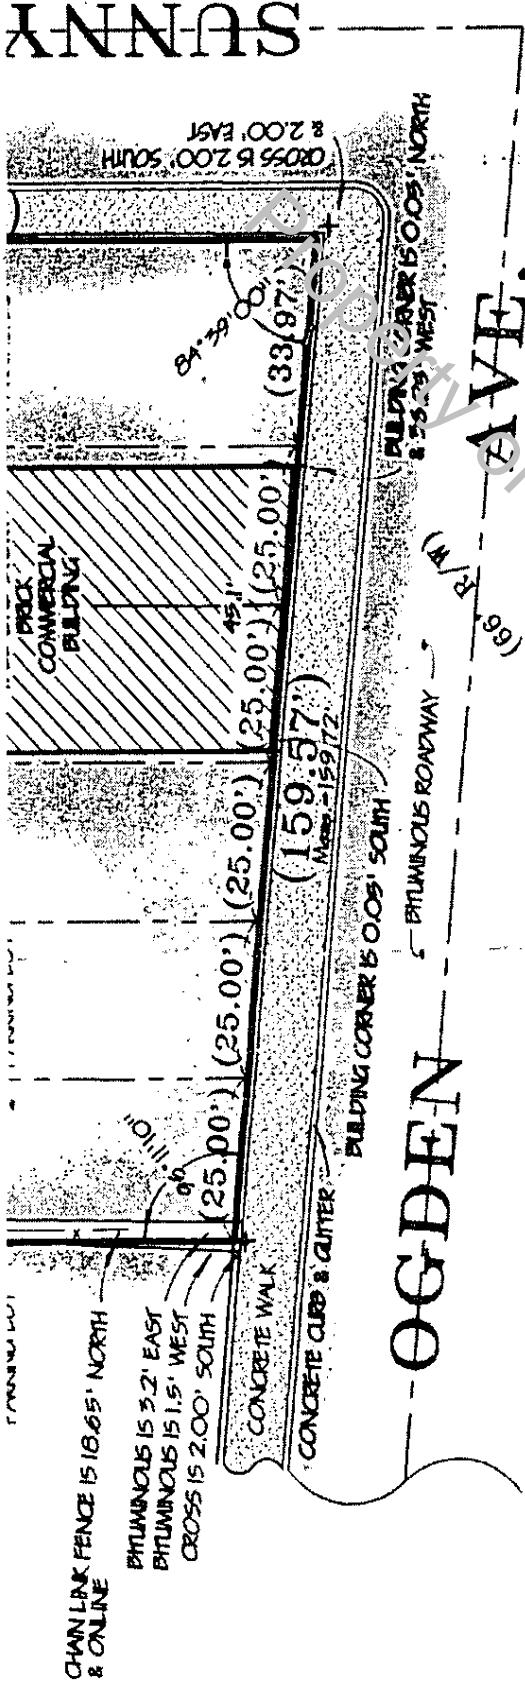 SUNNY
CROSS IS 2.00' SOUTH
& 2.00' EAST
84°39'00"
(33.97')
BUILDING CORNER IS 0.05' NORTH
WEST
Property
AVE.
(66' R/W)
BRICK
COMMERCIAL
BUILDING
45.1'
(25.00')
(25.00')
(25.00')
(25.00')
(25.00')
(159.57')
Meas.=159.72'
BUILDING CORNER IS 0.05' SOUTH
BITUMINOUS ROADWAY
OGDEN
CHAIN LINK FENCE IS 18.65' NORTH
& ONLINE
BITUMINOUS IS 3.2' EAST
BITUMINOUS IS 1.5' WEST
CROSS IS 2.00' SOUTH
CONCRETE WALK
CONCRETE CURB & GUTTER